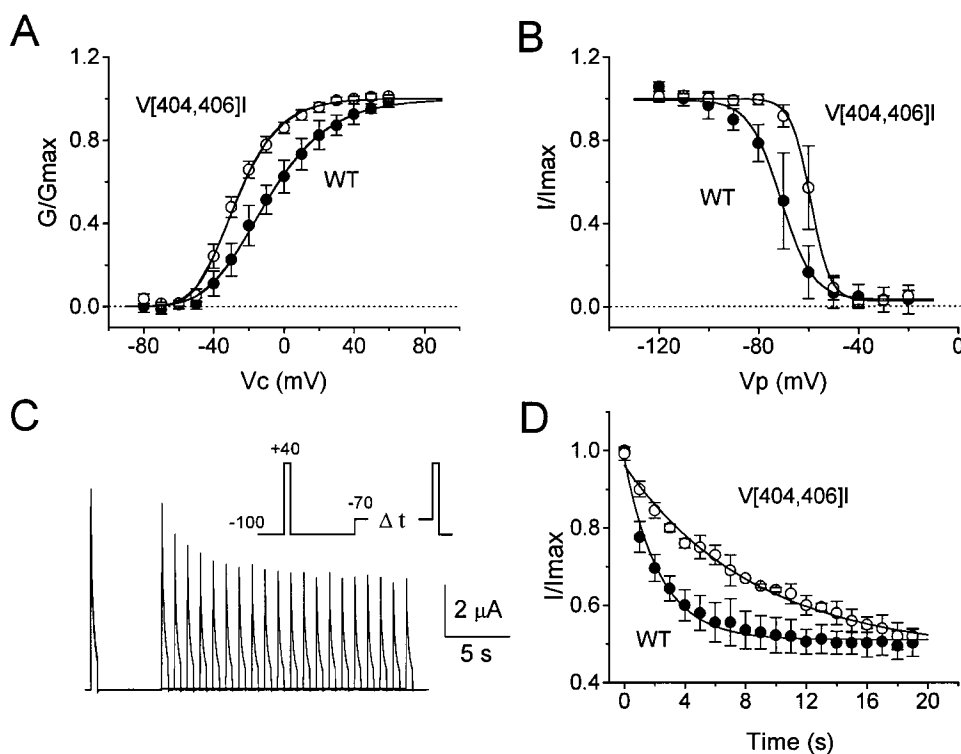 A
G/Gmax
1.2
0.8
0.4
0.0
V[404,406]I
WT
-80 -40 0 40 80
Vc (mV)
B
I/Imax
1.2
0.8
0.4
0.0
V[404,406]I
WT
-120 -80 -40 0
Vp (mV)
C
+40
-100
-70
Δ t
2 μA
5 s
D
I/Imax
1.0
0.8
0.6
0.4
V[404,406]I
WT
0 4 8 12 16 20
Time (s)